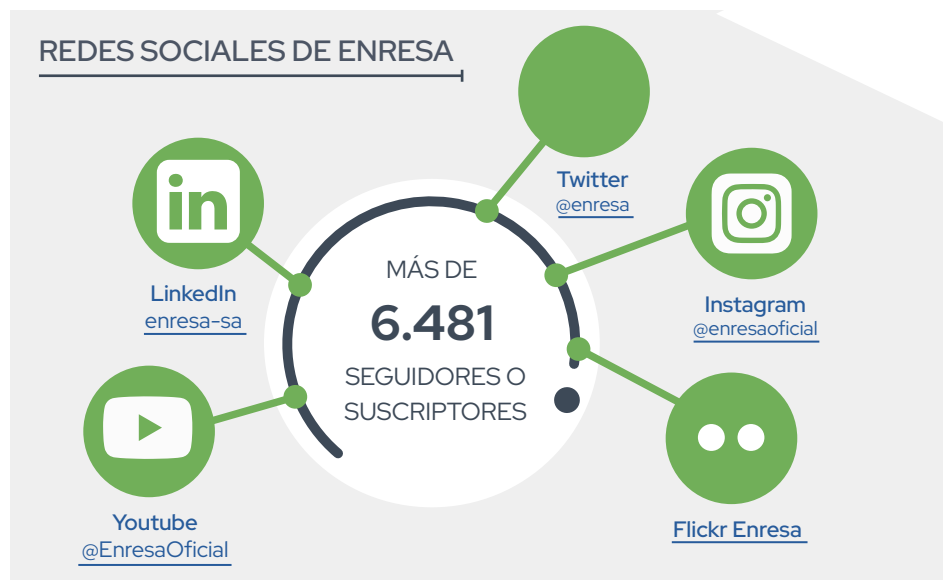 REDES SOCIALES DE ENRESA
Twitter
@enresa
in
LinkedIn
enresa-sa
Instagram
@enresaoficial
MÁS DE
6.481
SEGUIDORES O
SUSCRIPTORES
Youtube
@EnresaOficial
Flickr Enresa